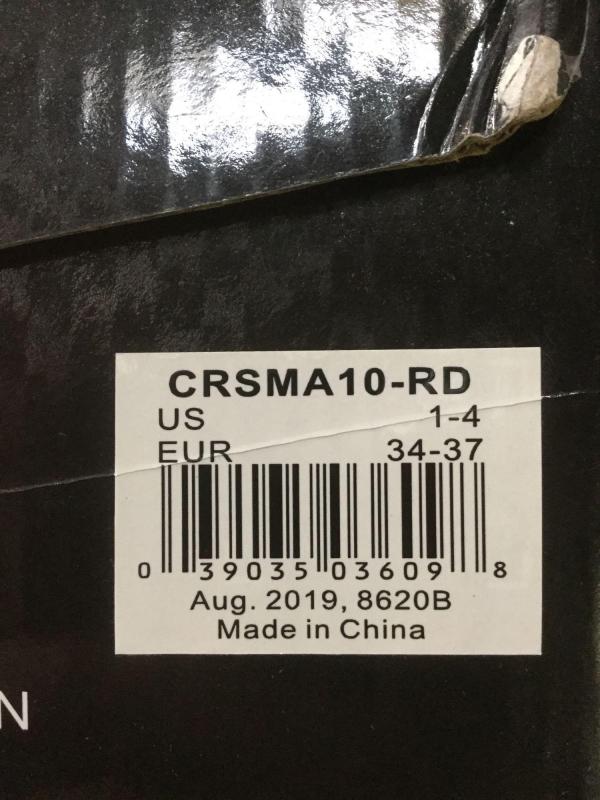 CRSMA10-RD
US 1-4
EUR 34-37
0 39035 03609 8
Aug. 2019, 8620B
Made in China
N